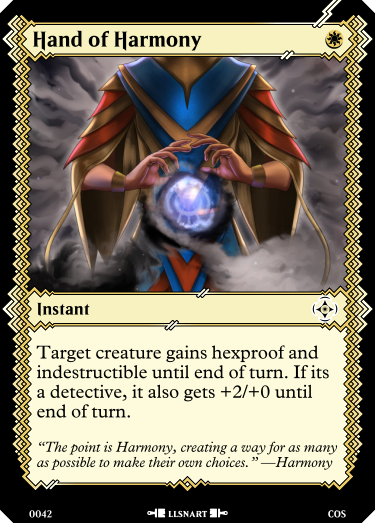 Hand of Harmony
Instant
Target creature gains hexproof and
indestructible until end of turn. If its
a detective, it also gets +2/+0 until
end of turn.
“The point is Harmony, creating a way for as many
as possible to make their own choices.” —Harmony
0042 LLSNART COS